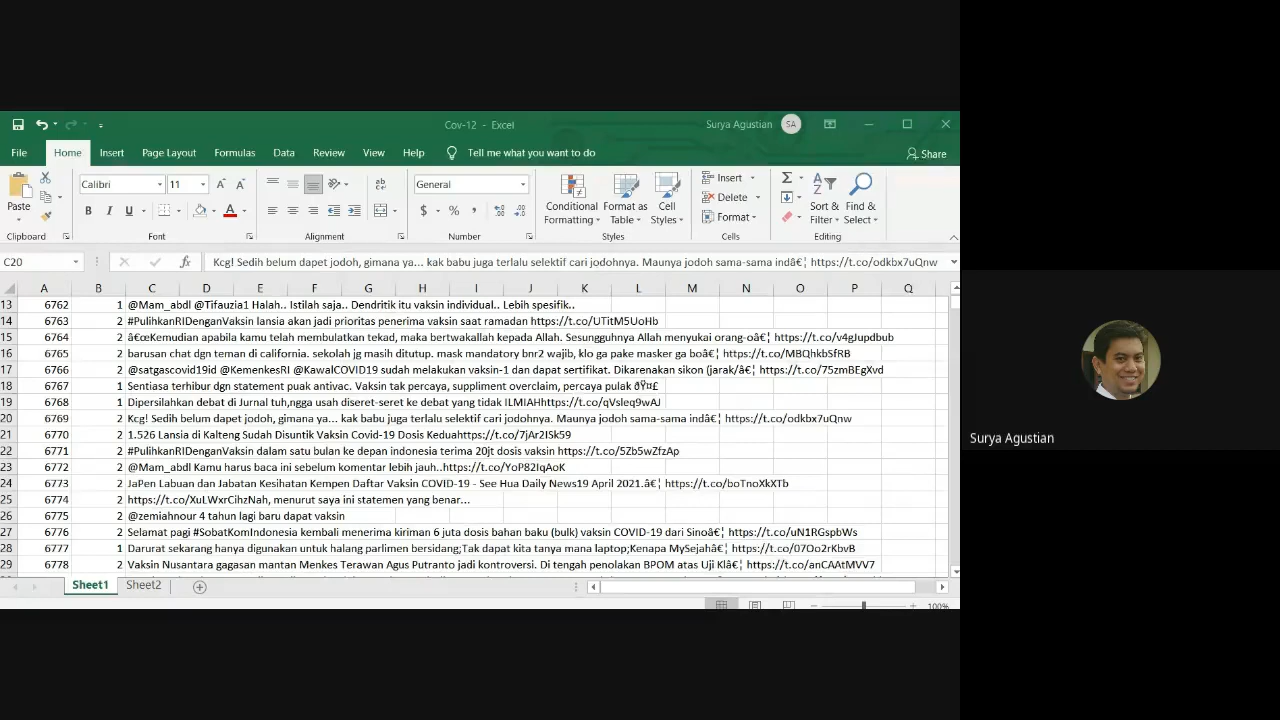 Cov-12 - Excel
Surya Agustian
SA
File Home Insert Page Layout Formulas Data Review View Help Tell me what you want to do
Share
Paste
Calibri
11
General
Conditional Formatting
Format as Table
Cell Styles
Insert
Delete
Format
Sort & Filter
Find & Select
Clipboard Font Alignment Number Styles Cells Editing
C20
Kcg! Sedih belum dapet jodoh, gimana ya... kak babu juga terlalu selektif cari jodohnya. Maunya jodoh sama-sama indâ€¦ https://t.co/odkbx7uQnw
A B C D E F G H I J K L M N O P Q
13 6762 1 @Mam_abdl @Tifauzia1 Halah.. Istilah saja.. Dendritik itu vaksin individual.. Lebih spesifik..
14 6763 2 #PulihkanRIDenganVaksin lansia akan jadi prioritas penerima vaksin saat ramadan https://t.co/UTitM5UoHb
15 6764 2 â€œKemudian apabila kamu telah membulatkan tekad, maka bertwakallah kepada Allah. Sesungguhnya Allah menyukai orang-oâ€¦ https://t.co/v4gJupdbub
16 6765 2 barusan chat dgn teman di california. sekolah jg masih ditutup. mask mandatory bnr2 wajib, klo ga pake masker ga boâ€¦ https://t.co/MBQhkbSfRB
17 6766 2 @satgascovid19id @KemenkesRI @KawalCOVID19 sudah melakukan vaksin-1 dan dapat sertifikat. Dikarenakan sikon (jarak/â€¦ https://t.co/75zmBEgXvd
18 6767 1 Sentiasa terhibur dgn statement puak antivac. Vaksin tak percaya, suppliment overclaim, percaya pulak ðŸ¤£
19 6768 1 Dipersilahkan debat di Jurnal tuh,ngga usah diseret-seret ke debat yang tidak ILMIAHhttps://t.co/qVsleq9wAJ
20 6769 2 Kcg! Sedih belum dapet jodoh, gimana ya... kak babu juga terlalu selektif cari jodohnya. Maunya jodoh sama-sama indâ€¦ https://t.co/odkbx7uQnw
21 6770 2 1.526 Lansia di Kalteng Sudah Disuntik Vaksin Covid-19 Dosis Keduahttps://t.co/7jAr2ISk59
22 6771 2 #PulihkanRIDenganVaksin dalam satu bulan ke depan indonesia terima 20jt dosis vaksin https://t.co/5Zb5wZfzAp
23 6772 2 @Mam_abdl Kamu harus baca ini sebelum komentar lebih jauh..https://t.co/YoP82IqAoK
24 6773 2 JaPen Labuan dan Jabatan Kesihatan Kempen Daftar Vaksin COVID-19 - See Hua Daily News19 April 2021.â€¦ https://t.co/boTnoXkXTb
25 6774 2 https://t.co/XuLWxrCihzNah, menurut saya ini statemen yang benar...
26 6775 2 @zemiahnour 4 tahun lagi baru dapat vaksin
27 6776 2 Selamat pagi #SobatKomIndonesia kembali menerima kiriman 6 juta dosis bahan baku (bulk) vaksin COVID-19 dari Sinoâ€¦ https://t.co/uN1RGspbWs
28 6777 1 Darurat sekarang hanya digunakan untuk halang parlimen bersidang;Tak dapat kita tanya mana laptop;Kenapa MySejahâ€¦ https://t.co/07Oo2rKbvB
29 6778 2 Vaksin Nusantara gagasan mantan Menkes Terawan Agus Putranto jadi kontroversi. Di tengah penolakan BPOM atas Uji Klâ€¦ https://t.co/anCAAtMVV7
Sheet1 Sheet2
100%
Surya Agustian